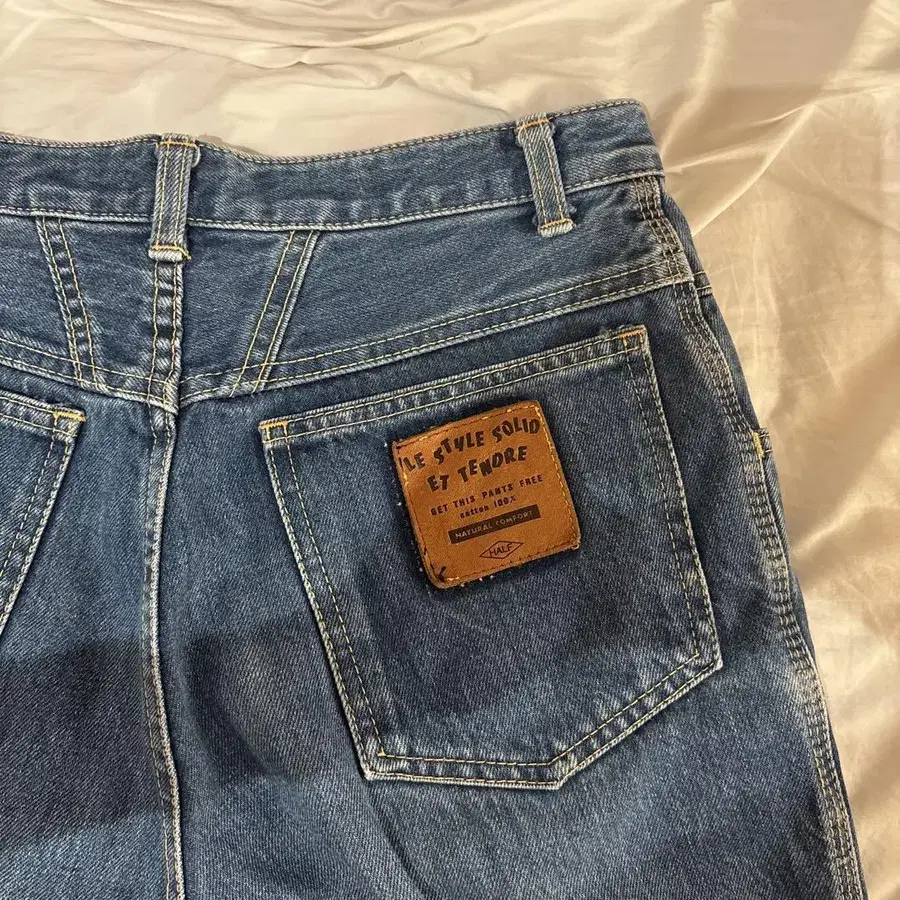 LE STYLE SOLID
ET TENDRE
GET THIS PANTS FREE
cotton 100%
NATURAL COMFORT
HALF